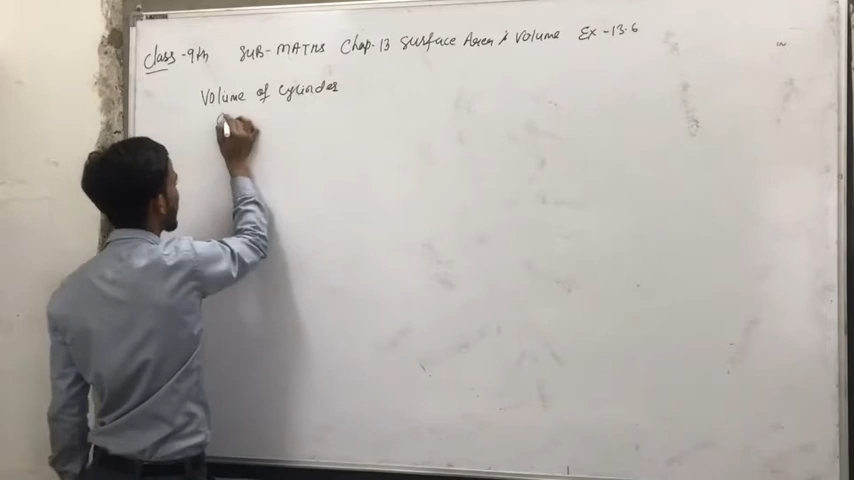 Class-9th SUB-MATHS Chap.13 Surface Area & Volume Ex-13.6
Volume of Cylinder